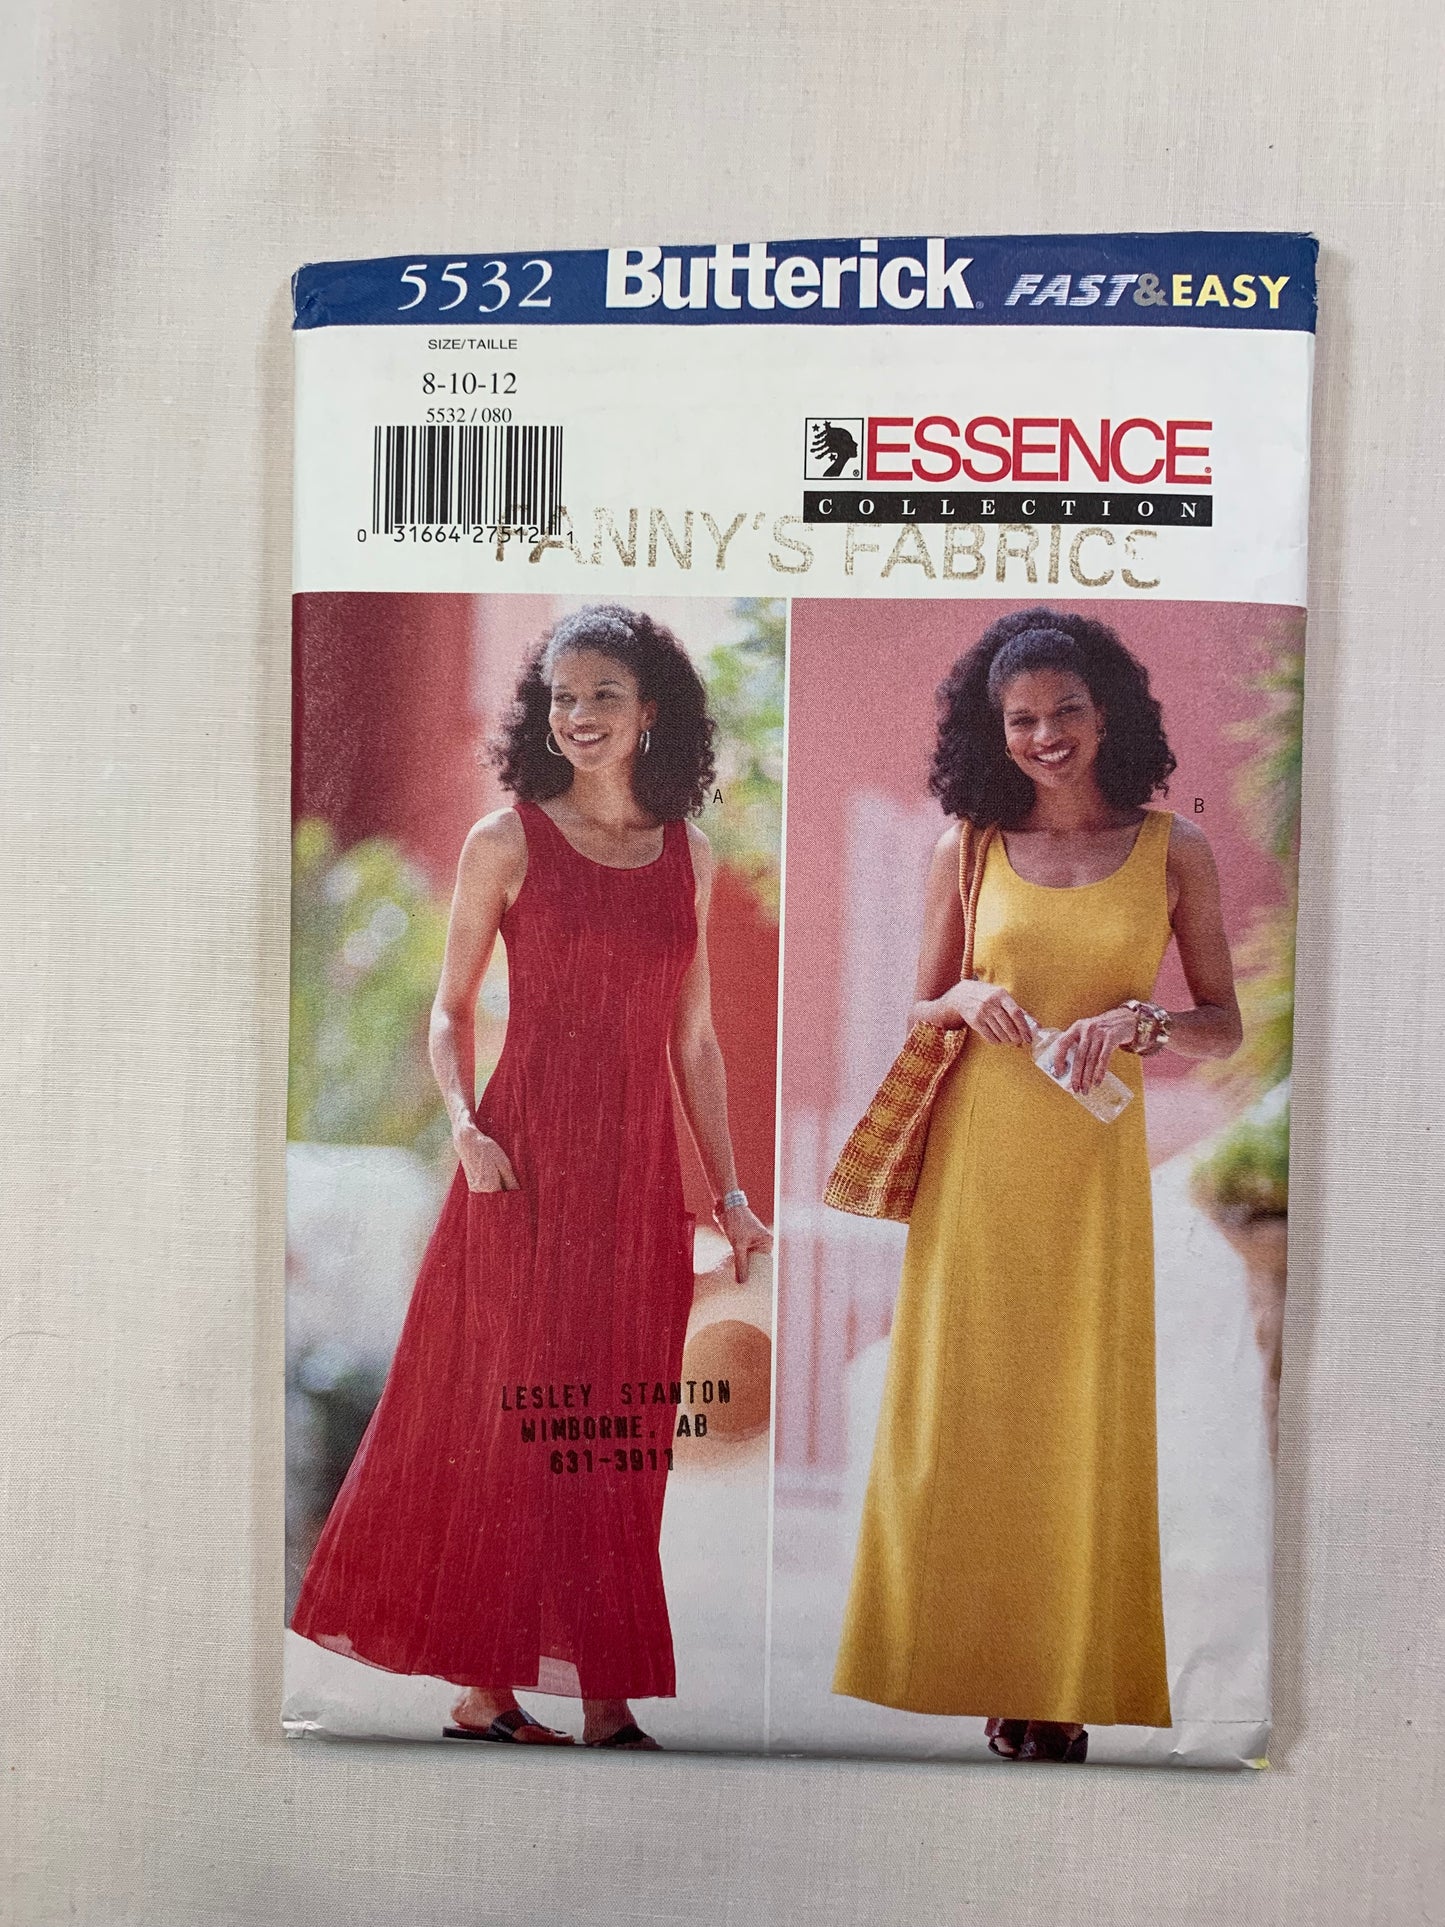 5532 Butterick. FAST&EASY
SIZE/TAILLE
8-10-12
5532 / 080
0 31664 27512 1
ESSENCE
COLLECTION
FANNY'S FABRICS
A
B
LESLEY STANTON
WIMBORNE, AB
631-3911